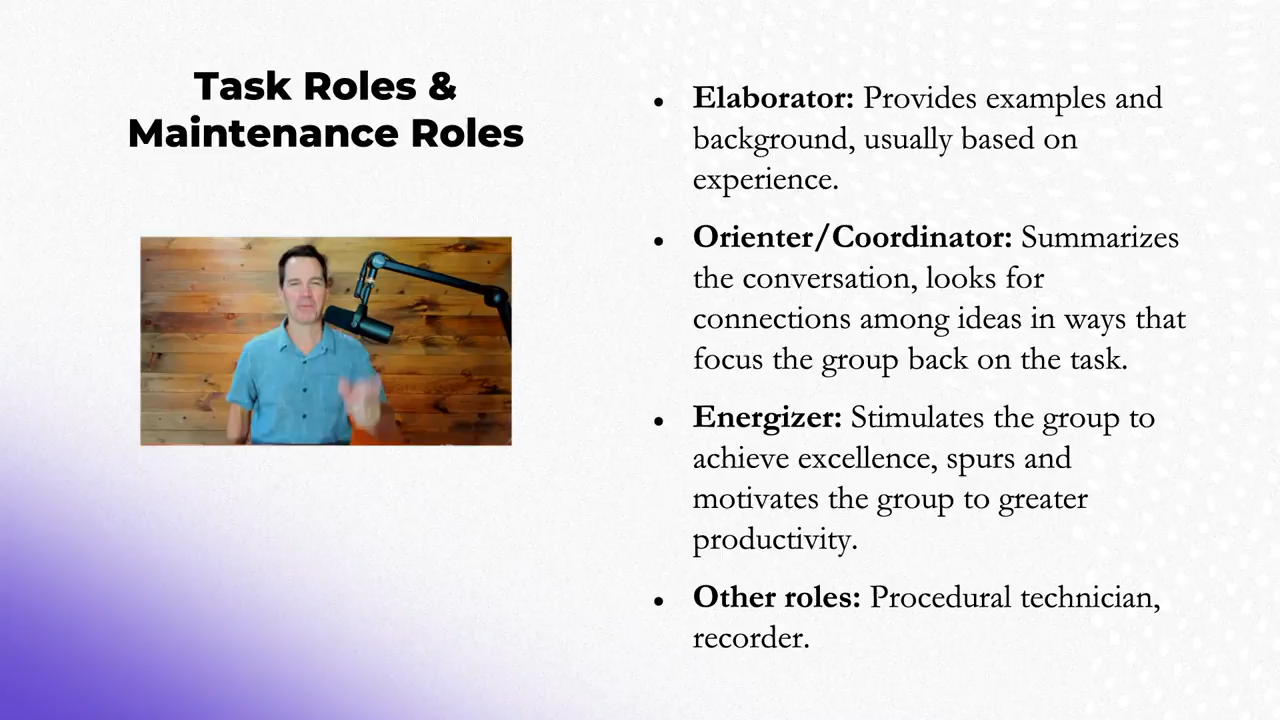 Task Roles &
Maintenance Roles
• Elaborator: Provides examples and
background, usually based on
experience.
• Orienter/Coordinator: Summarizes
the conversation, looks for
connections among ideas in ways that
focus the group back on the task.
• Energizer: Stimulates the group to
achieve excellence, spurs and
motivates the group to greater
productivity.
• Other roles: Procedural technician,
recorder.